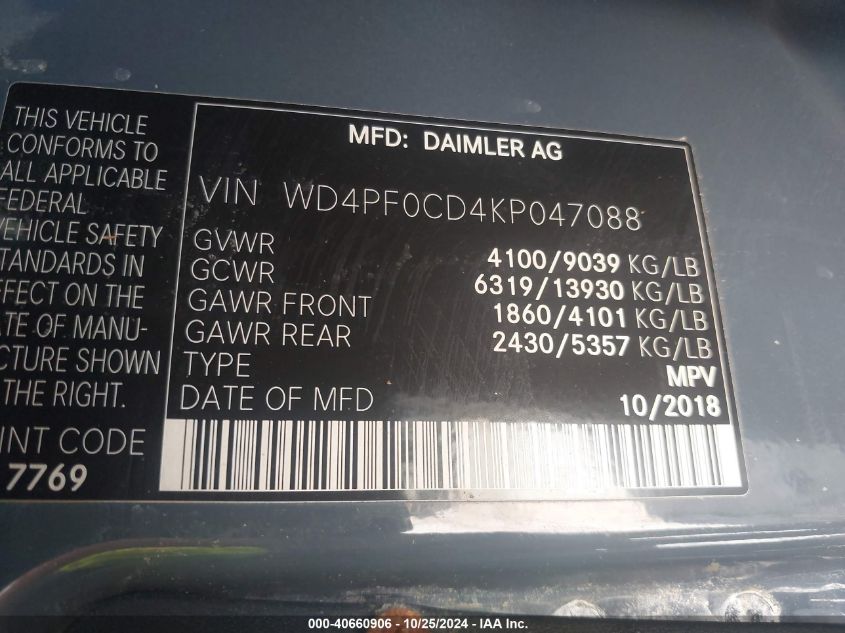 THIS VEHICLE
CONFORMS TO
ALL APPLICABLE
FEDERAL
VEHICLE SAFETY
STANDARDS IN
EFFECT ON THE
DATE OF MANU-
FACTURE SHOWN
THE RIGHT.
INT CODE
7769
MFD: DAIMLER AG
VIN WD4PF0CD4KP047088
GVWR 4100/9039 KG/LB
GCWR 6319/13930 KG/LB
GAWR FRONT 1860/4101 KG/LB
GAWR REAR 2430/5357 KG/LB
TYPE MPV
DATE OF MFD 10/2018
000-40660906 - 10/25/2024 - IAA Inc.